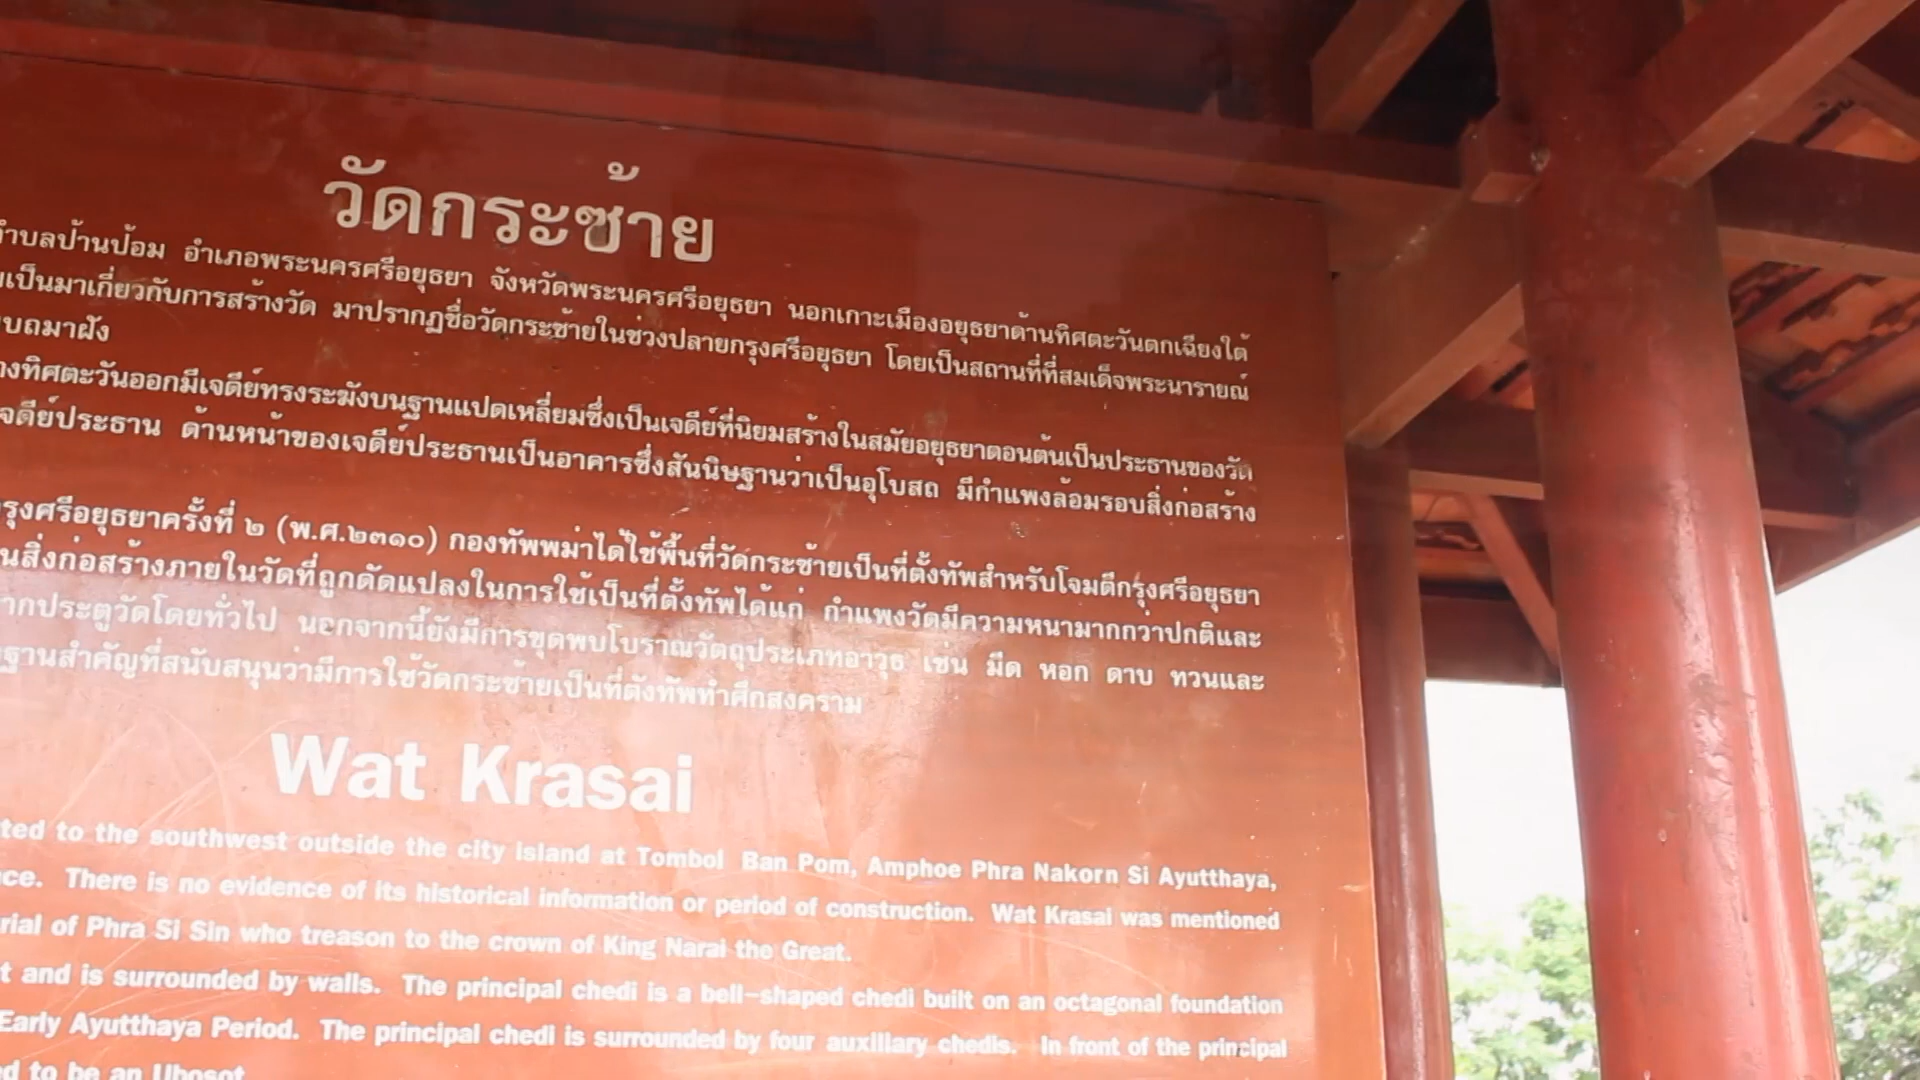 วัดกระซ้าย
ตำบลป้านป้อม อำเภอพระนครศรีอยุธยา จังหวัดพระนครศรีอยุธยา นอกเกาะเมืองอยุธยาด้านทิศตะวันตกเฉียงใต้
เป็นมาเกี่ยวกับการสร้างวัด มาปรากฏชื่อวัดกระซ้ายในช่วงปลายกรุงศรีอยุธยา โดยเป็นสถานที่ที่สมเด็จพระนารายณ์
บถมาฝัง
างทิศตะวันออกมีเจดีย์ทรงระฆังบนฐานแปดเหลี่ยมซึ่งเป็นเจดีย์ที่นิยมสร้างในสมัยอยุธยาตอนต้นเป็นประธานของวัด
เจดีย์ประธาน ด้านหน้าของเจดีย์ประธานเป็นอาคารซึ่งสันนิษฐานว่าเป็นอุโบสถ มีกำแพงล้อมรอบสิ่งก่อสร้าง
กรุงศรีอยุธยาครั้งที่ ๒ (พ.ศ.๒๓๑๐) กองทัพพม่าได้ใช้พื้นที่วัดกระซ้ายเป็นที่ตั้งทัพสำหรับโจมตีกรุงศรีอยุธยา
นสิ่งก่อสร้างภายในวัดที่ถูกดัดแปลงในการใช้เป็นที่ตั้งทัพได้แก่ กำแพงวัดมีความหนามากกว่าปกติและ
ากประตูวัดโดยทั่วไป นอกจากนี้ยังมีการขุดพบโบราณวัตถุประเภทอาวุธ เช่น มีด หอก ดาบ ทวนและ
ฐานสำคัญที่สนับสนุนว่ามีการใช้วัดกระซ้ายเป็นที่ตั้งทัพทำศึกสงคราม
Wat Krasai
ted to the southwest outside the city island at Tombol Ban Pom, Amphoe Phra Nakorn Si Ayutthaya,
ce. There is no evidence of its historical information or period of construction. Wat Krasai was mentioned
rial of Phra Si Sin who treason to the crown of King Narai the Great.
t and is surrounded by walls. The principal chedi is a bell-shaped chedi built on an octagonal foundation
Early Ayutthaya Period. The principal chedi is surrounded by four auxiliary chedis. In front of the principal
ed to be an Ubosot